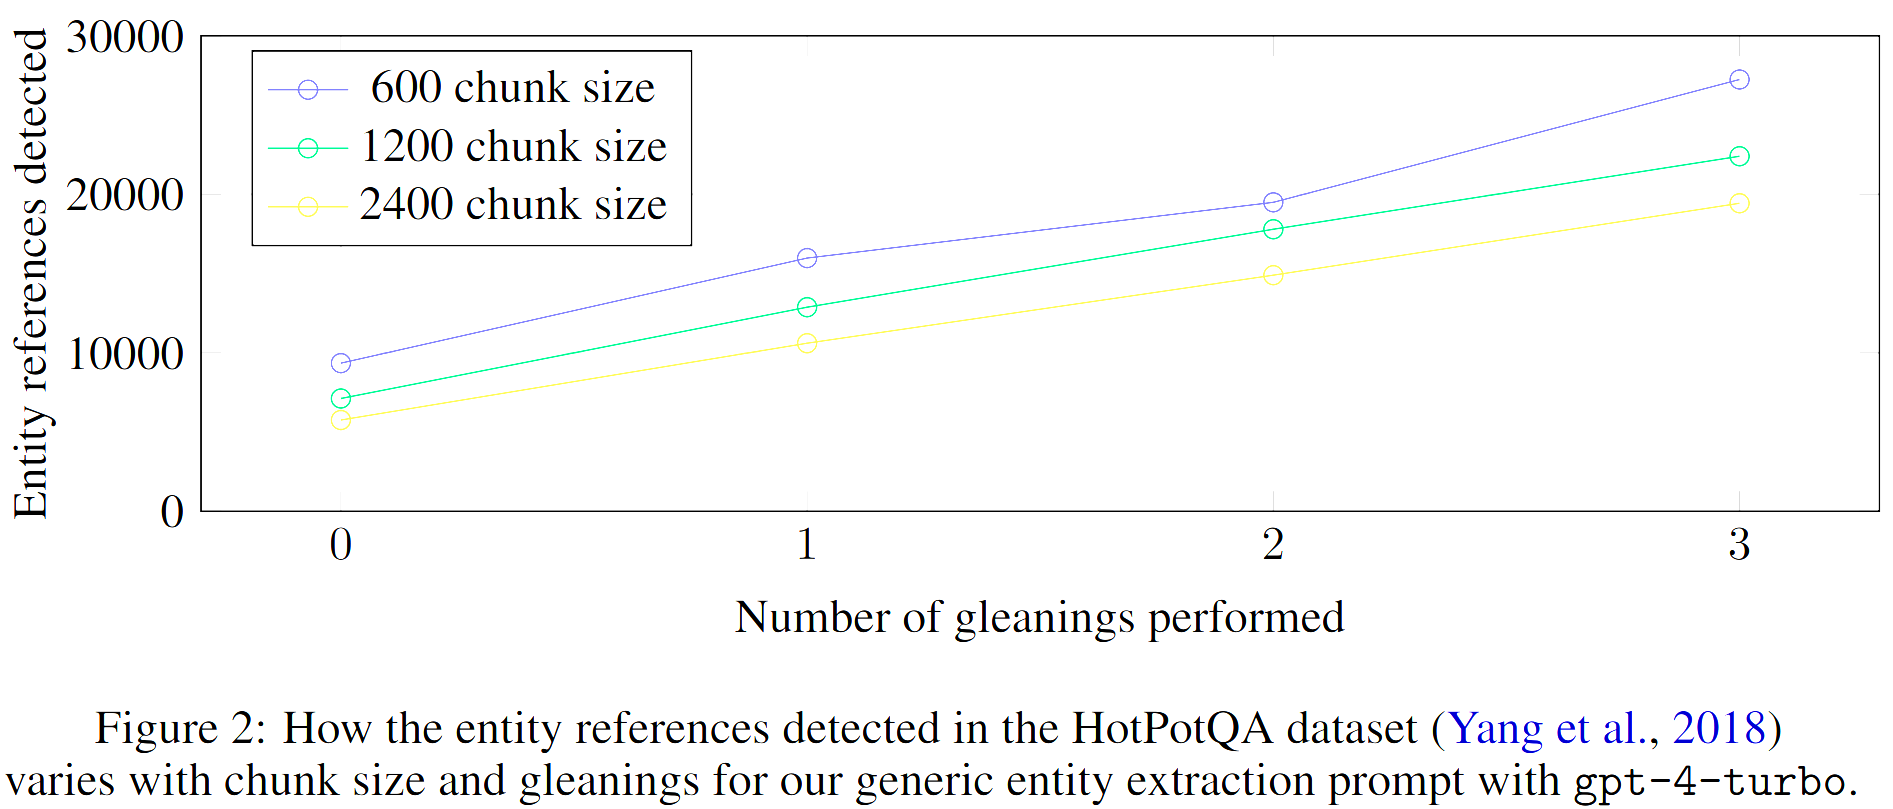 Entity references detected
30000
20000
10000
0
600 chunk size
1200 chunk size
2400 chunk size
0 1 2 3
Number of gleanings performed
Figure 2: How the entity references detected in the HotPotQA dataset (Yang et al., 2018)
varies with chunk size and gleanings for our generic entity extraction prompt with gpt-4-turbo.